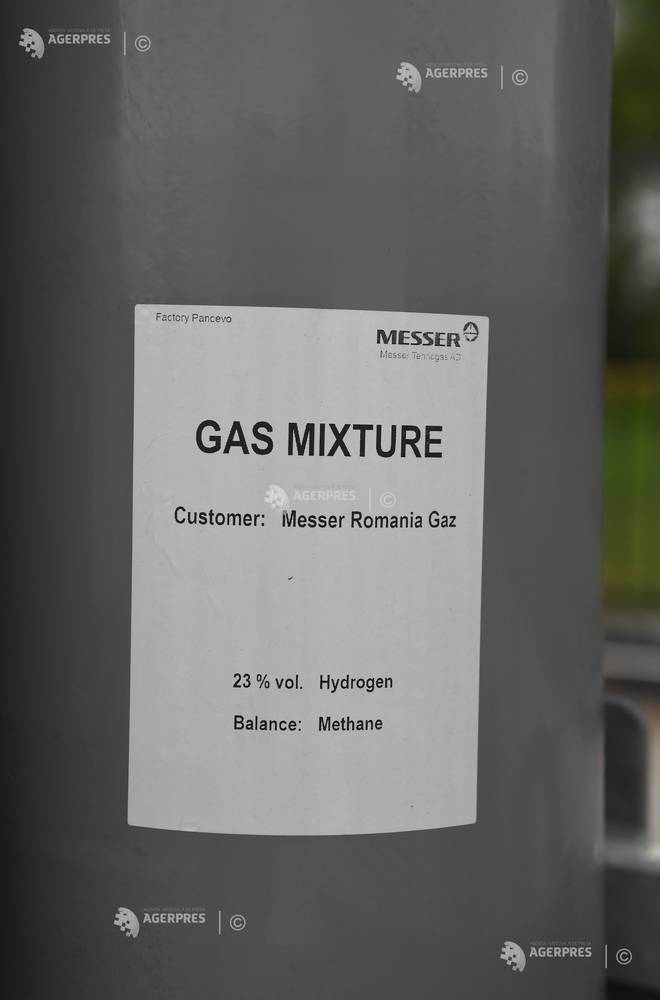 AGERPRES ©
AGERPRES ©
Factory Pancevo
MESSER
Messer Tehnogas AD
GAS MIXTURE
AGERPRES ©
Customer: Messer Romania Gaz
23 % vol. Hydrogen
Balance: Methane
AGERPRES ©
AGERPRES ©